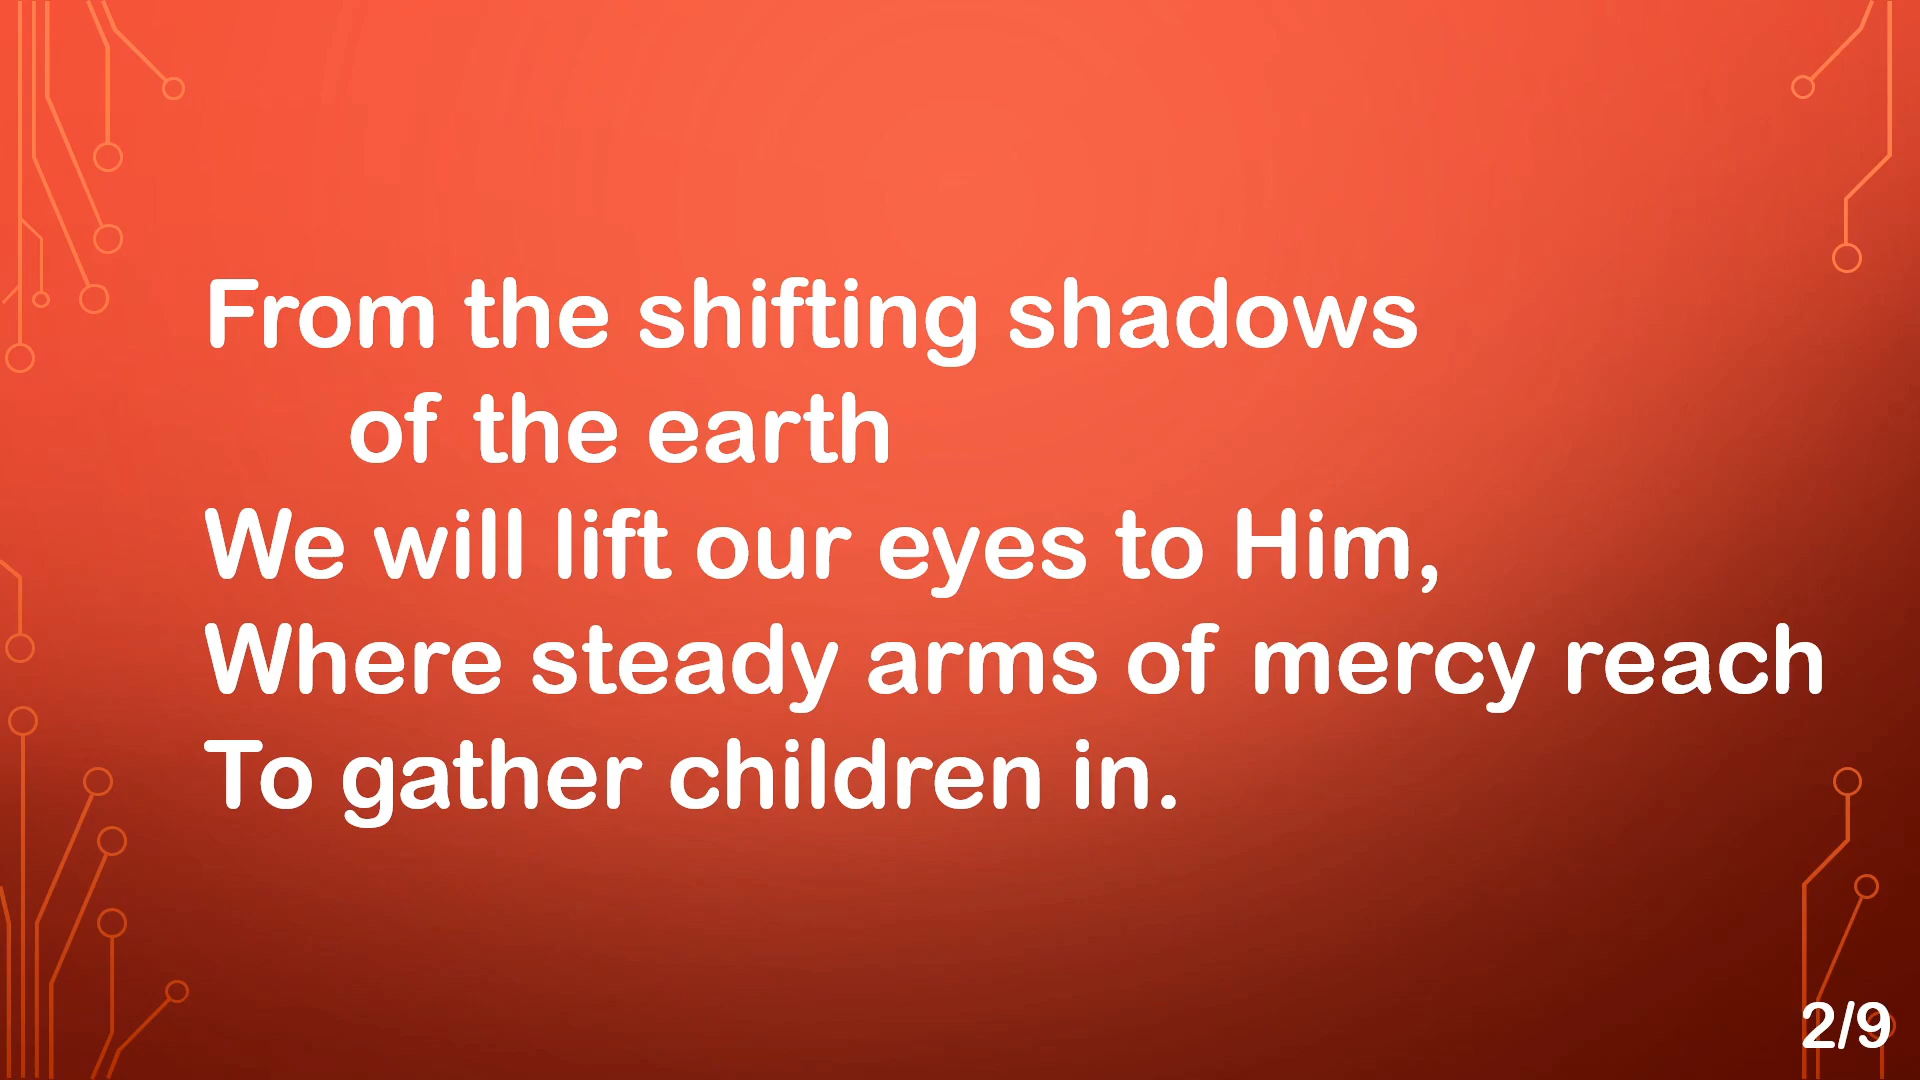 From the shifting shadows
of the earth
We will lift our eyes to Him,
Where steady arms of mercy reach
To gather children in.
2/9